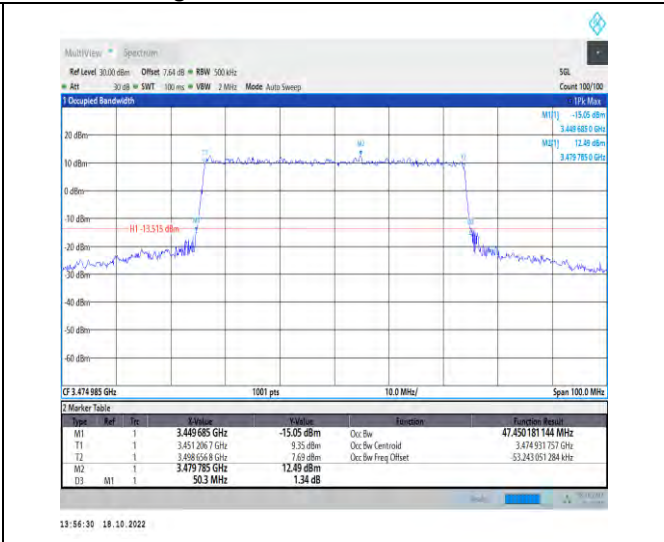 MultiView Spectrum
Ref Level 30.00 dBm Offset 7.64 dB RBW 500 kHz SGL
Att 30 dB SWT 100 ms VBW 2 MHz Mode Auto Sweep Count 100/100
1 Occupied Bandwidth 1Pk Max
M1[1] -15.05 dBm
3.449 685 0 GHz
20 dBm
M2[1] 12.49 dBm
3.479 785 0 GHz
10 dBm
0 dBm
-10 dBm
H1 -13.515 dBm
-20 dBm
-30 dBm
-40 dBm
-50 dBm
-60 dBm
CF 3.474 985 GHz 1001 pts 10.0 MHz/ Span 100.0 MHz
2 Marker Table
Type Ref Trc X-Value Y-Value Function Function Result
M1 1 3.449 685 GHz -15.05 dBm Occ Bw 47.450 181 144 MHz
T1 1 3.451 206 7 GHz 9.35 dBm Occ Bw Centroid 3.474 931 757 GHz
T2 1 3.498 656 8 GHz 7.69 dBm Occ Bw Freq Offset -53.243 051 284 kHz
M2 1 3.479 785 GHz 12.49 dBm
D3 M1 1 50.3 MHz 1.34 dB
13:56:30 18.10.2022